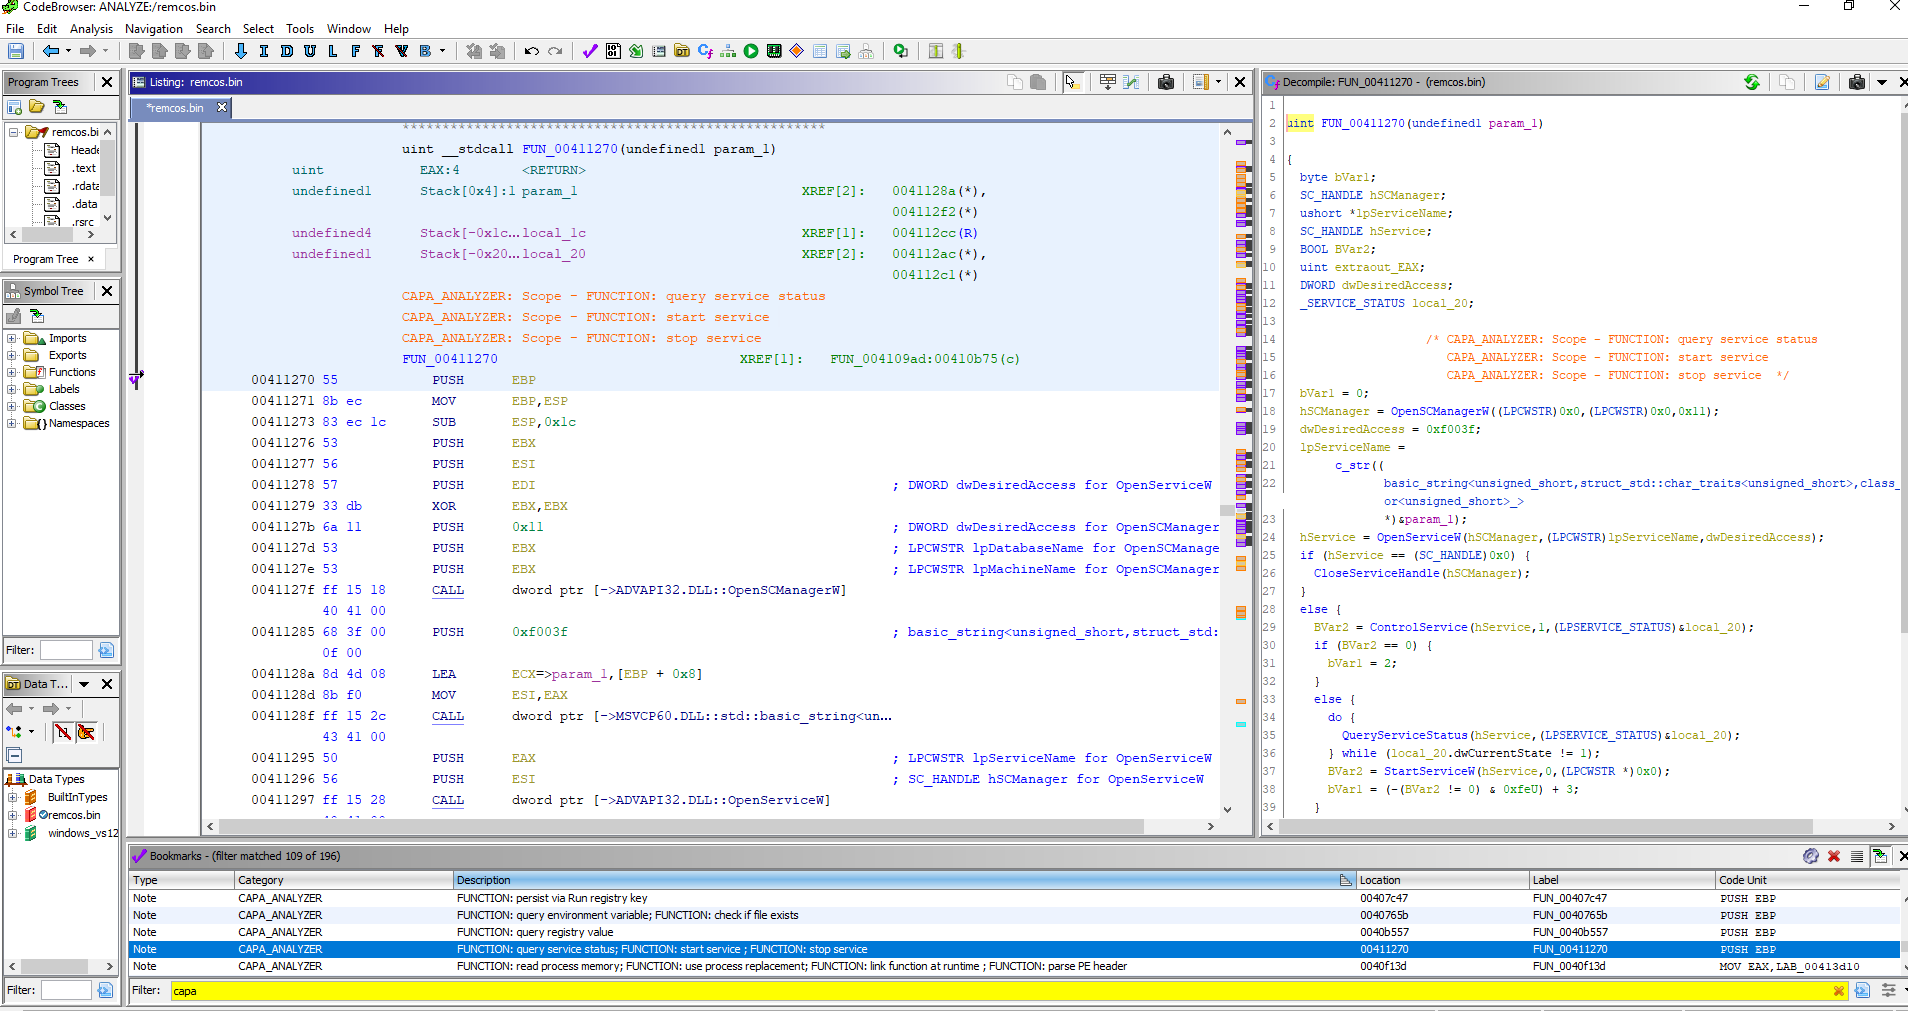 CodeBrowser: ANALYZE:/remcos.bin
File Edit Analysis Navigation Search Select Tools Window Help
I D U L F B
Program Trees
remcos.bi
Heade
.text
.rdata
.data
.rsrc
Program Tree ×
Symbol Tree
Imports
Exports
Functions
Labels
Classes
Namespaces
Filter:
Data T...
Data Types
BuiltInTypes
remcos.bin
windows_vs12
Filter:
Listing: remcos.bin
*remcos.bin
****************************************************
uint __stdcall FUN_00411270(undefined1 param_1)
uint EAX:4 <RETURN>
undefined1 Stack[0x4]:1 param_1 XREF[2]: 0041128a(*),
004112f2(*)
undefined4 Stack[-0x1c...local_1c XREF[1]: 004112cc(R)
undefined1 Stack[-0x20...local_20 XREF[2]: 004112ac(*),
004112c1(*)
CAPA_ANALYZER: Scope - FUNCTION: query service status
CAPA_ANALYZER: Scope - FUNCTION: start service
CAPA_ANALYZER: Scope - FUNCTION: stop service
FUN_00411270 XREF[1]: FUN_004109ad:00410b75(c)
00411270 55 PUSH EBP
00411271 8b ec MOV EBP,ESP
00411273 83 ec 1c SUB ESP,0x1c
00411276 53 PUSH EBX
00411277 56 PUSH ESI
00411278 57 PUSH EDI ; DWORD dwDesiredAccess for OpenServiceW
00411279 33 db XOR EBX,EBX
0041127b 6a 11 PUSH 0x11 ; DWORD dwDesiredAccess for OpenSCManager
0041127d 53 PUSH EBX ; LPCWSTR lpDatabaseName for OpenSCManage
0041127e 53 PUSH EBX ; LPCWSTR lpMachineName for OpenSCManager
0041127f ff 15 18 CALL dword ptr [->ADVAPI32.DLL::OpenSCManagerW]
40 41 00
00411285 68 3f 00 PUSH 0xf003f ; basic_string<unsigned_short,struct_std:
0f 00
0041128a 8d 4d 08 LEA ECX=>param_1,[EBP + 0x8]
0041128d 8b f0 MOV ESI,EAX
0041128f ff 15 2c CALL dword ptr [->MSVCP60.DLL::std::basic_string<un...
43 41 00
00411295 50 PUSH EAX ; LPCWSTR lpServiceName for OpenServiceW
00411296 56 PUSH ESI ; SC_HANDLE hSCManager for OpenServiceW
00411297 ff 15 28 CALL dword ptr [->ADVAPI32.DLL::OpenServiceW]
Decompile: FUN_00411270 - (remcos.bin)
1
2 uint FUN_00411270(undefined1 param_1)
3
4 {
5 byte bVar1;
6 SC_HANDLE hSCManager;
7 ushort *lpServiceName;
8 SC_HANDLE hService;
9 BOOL BVar2;
10 uint extraout_EAX;
11 DWORD dwDesiredAccess;
12 _SERVICE_STATUS local_20;
13
14 /* CAPA_ANALYZER: Scope - FUNCTION: query service status
15 CAPA_ANALYZER: Scope - FUNCTION: start service
16 CAPA_ANALYZER: Scope - FUNCTION: stop service */
17 bVar1 = 0;
18 hSCManager = OpenSCManagerW((LPCWSTR)0x0,(LPCWSTR)0x0,0x11);
19 dwDesiredAccess = 0xf003f;
20 lpServiceName =
21 c_str((
22 basic_string<unsigned_short,struct_std::char_traits<unsigned_short>,class_
or<unsigned_short>_>
23 *)&param_1);
24 hService = OpenServiceW(hSCManager,(LPCWSTR)lpServiceName,dwDesiredAccess);
25 if (hService == (SC_HANDLE)0x0) {
26 CloseServiceHandle(hSCManager);
27 }
28 else {
29 BVar2 = ControlService(hService,1,(LPSERVICE_STATUS)&local_20);
30 if (BVar2 == 0) {
31 bVar1 = 2;
32 }
33 else {
34 do {
35 QueryServiceStatus(hService,(LPSERVICE_STATUS)&local_20);
36 } while (local_20.dwCurrentState != 1);
37 BVar2 = StartServiceW(hService,0,(LPCWSTR *)0x0);
38 bVar1 = (-(BVar2 != 0) & 0xfeU) + 3;
39 }
Bookmarks - (filter matched 109 of 196)
Type Category Description Location Label Code Unit
Note CAPA_ANALYZER FUNCTION: persist via Run registry key 00407c47 FUN_00407c47 PUSH EBP
Note CAPA_ANALYZER FUNCTION: query environment variable; FUNCTION: check if file exists 0040765b FUN_0040765b PUSH EBP
Note CAPA_ANALYZER FUNCTION: query registry value 0040b557 FUN_0040b557 PUSH EBP
Note CAPA_ANALYZER FUNCTION: query service status; FUNCTION: start service ; FUNCTION: stop service 00411270 FUN_00411270 PUSH EBP
Note CAPA_ANALYZER FUNCTION: read process memory; FUNCTION: use process replacement; FUNCTION: link function at runtime ; FUNCTION: parse PE header 0040f13d FUN_0040f13d MOV EAX,LAB_00413d10
Filter: capa